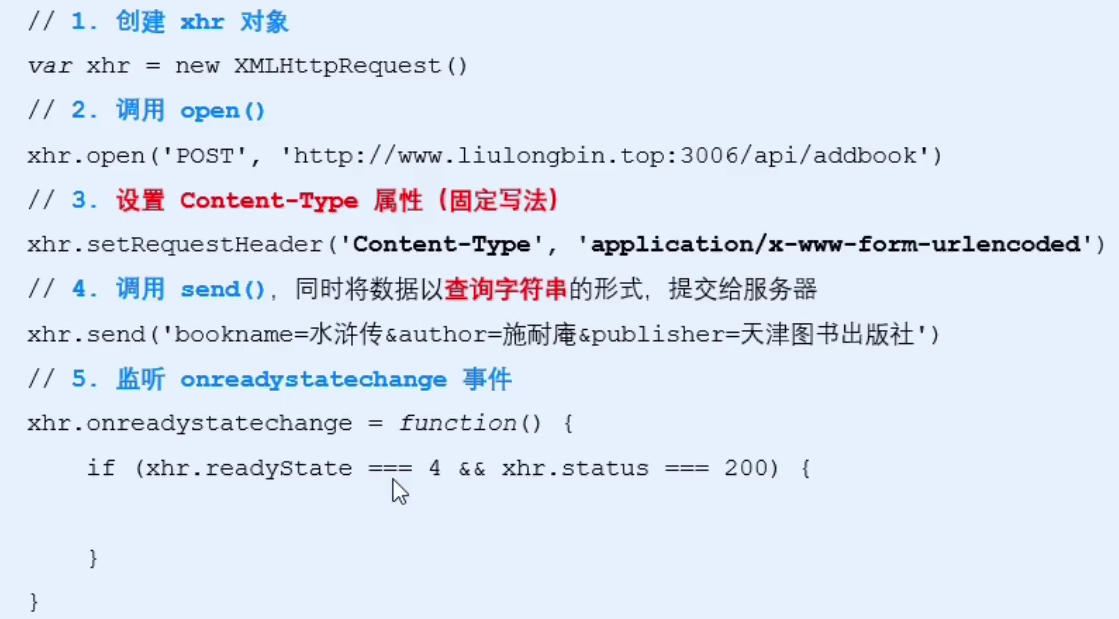 // 1. 创建 xhr 对象
var xhr = new XMLHttpRequest()
// 2. 调用 open()
xhr.open('POST', 'http://www.liulongbin.top:3006/api/addbook')
// 3. 设置 Content-Type 属性（固定写法）
xhr.setRequestHeader('Content-Type', 'application/x-www-form-urlencoded')
// 4. 调用 send()，同时将数据以查询字符串的形式，提交给服务器
xhr.send('bookname=水浒传&author=施耐庵&publisher=天津图书出版社')
// 5. 监听 onreadystatechange 事件
xhr.onreadystatechange = function() {
    if (xhr.readyState === 4 && xhr.status === 200) {
    }
}